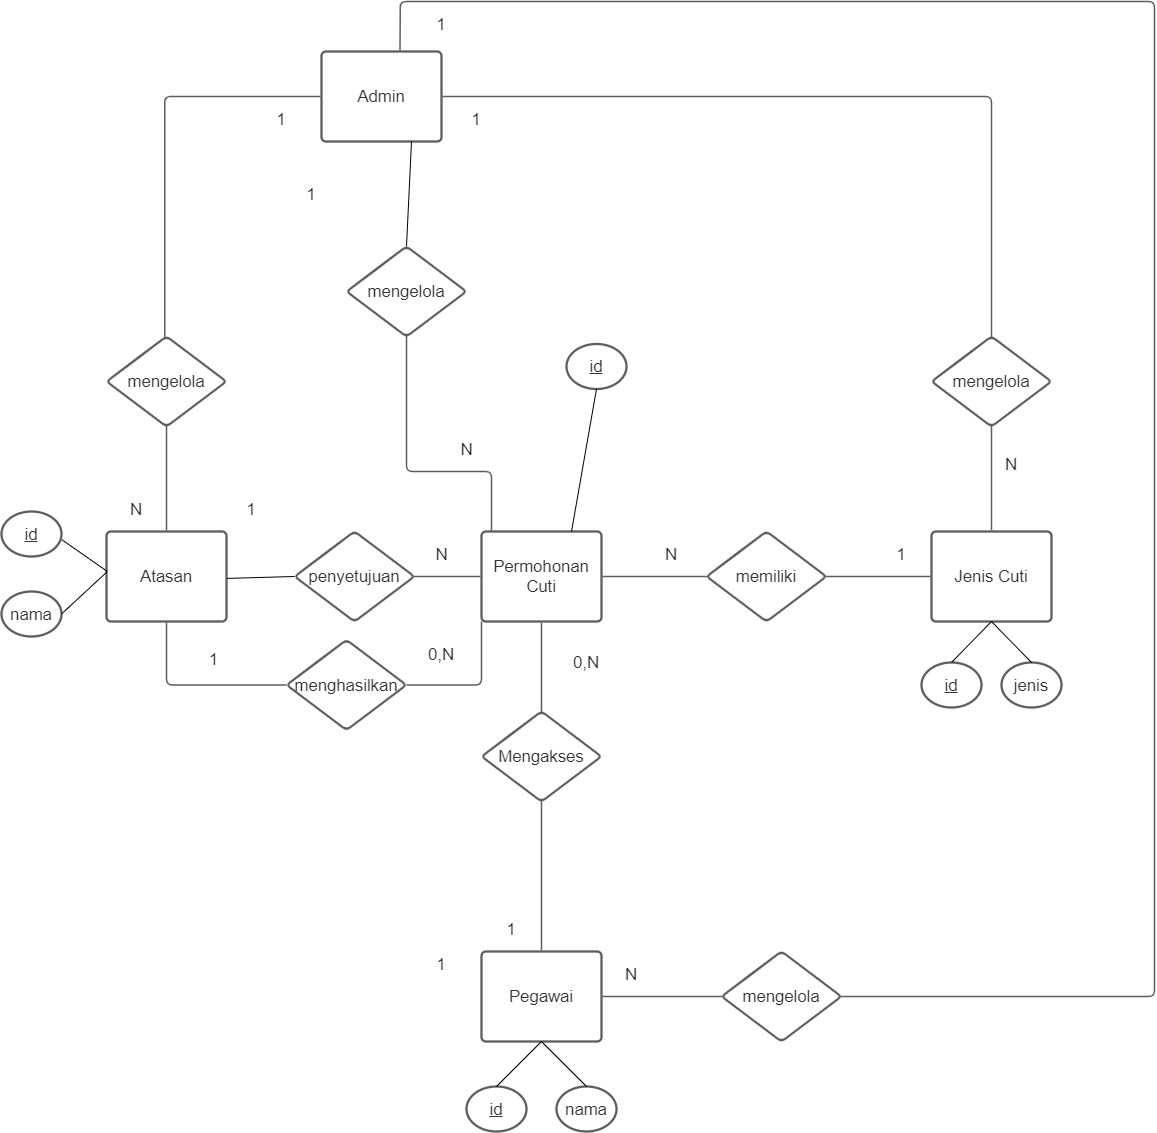 1
Admin
1
1
1
mengelola
id
mengelola
mengelola
N
N
N
1
id
N
N
1
Atasan
penyetujuan
Permohonan
Cuti
memiliki
Jenis Cuti
nama
1
0,N
0,N
menghasilkan
id
jenis
Mengakses
1
1
N
Pegawai
mengelola
id
nama